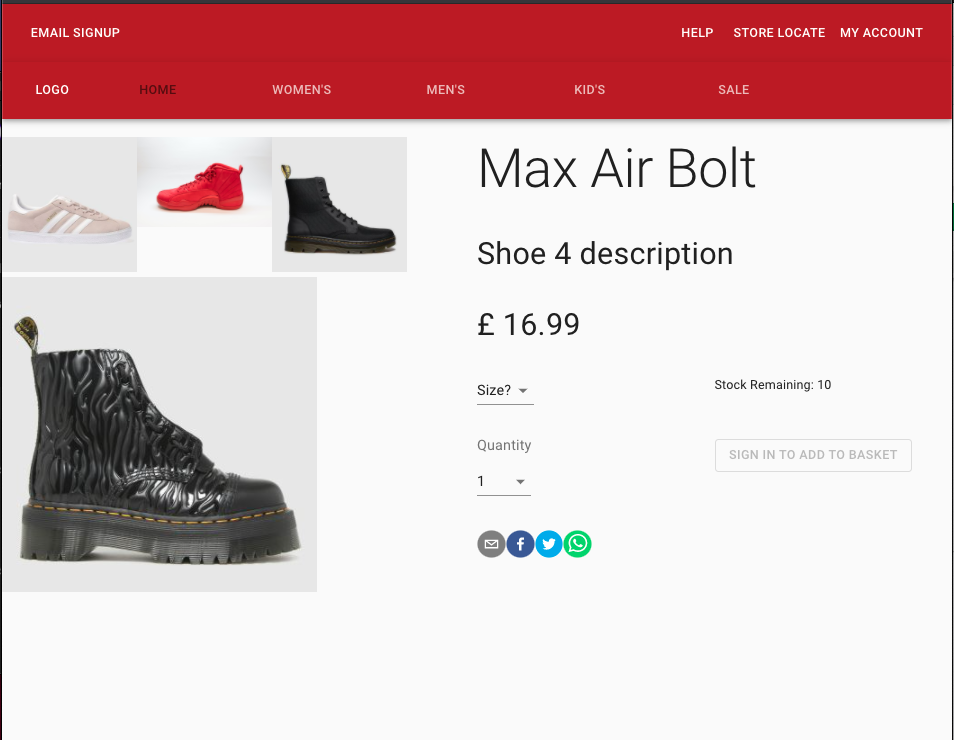 EMAIL SIGNUP HELP STORE LOCATE MY ACCOUNT
LOGO HOME WOMEN'S MEN'S KID'S SALE
Max Air Bolt
Shoe 4 description
£ 16.99
Size? Stock Remaining: 10
Quantity
SIGN IN TO ADD TO BASKET
1